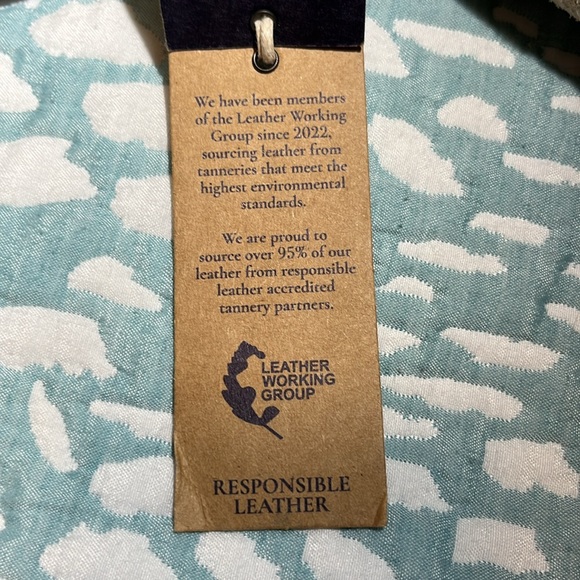 We have been members
of the Leather Working
Group since 2022,
sourcing leather from
tanneries that meet the
highest environmental
standards.
We are proud to
source over 95% of our
leather from responsible
leather accredited
tannery partners.
LEATHER
WORKING
GROUP
RESPONSIBLE
LEATHER